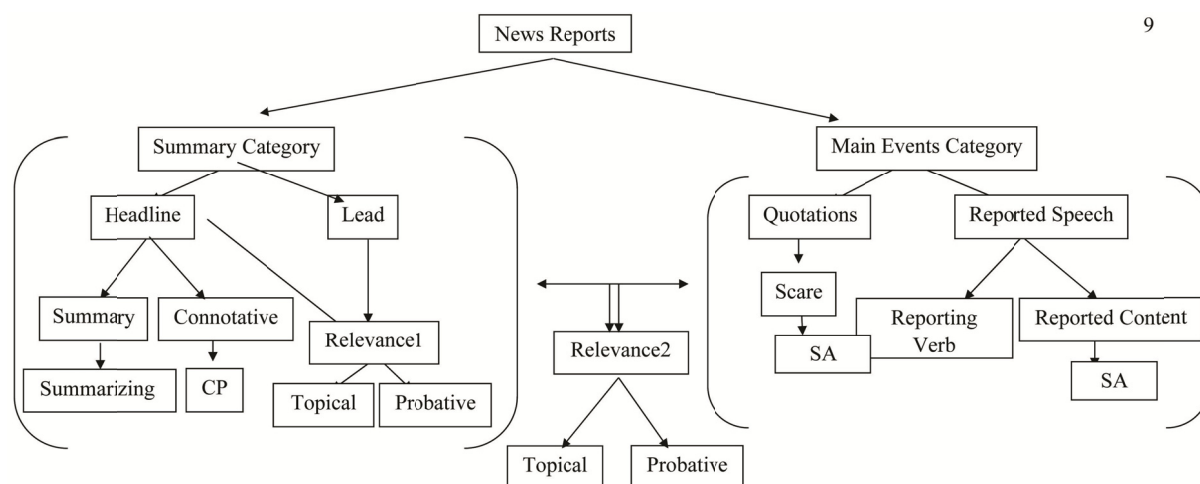 9
News Reports
Summary Category
Main Events Category
Headline
Lead
Quotations
Reported Speech
Scare
Summary
Connotative
Relevance1
Relevance2
SA
Reporting
Verb
Reported Content
Summarizing
CP
Topical
Probative
SA
Topical
Probative